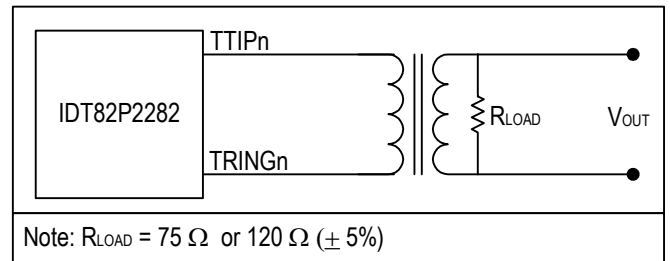 TTIPn
IDT82P2282
RLOAD
VOUT
TRINGn
Note: RLOAD = 75 Ω or 120 Ω (± 5%)